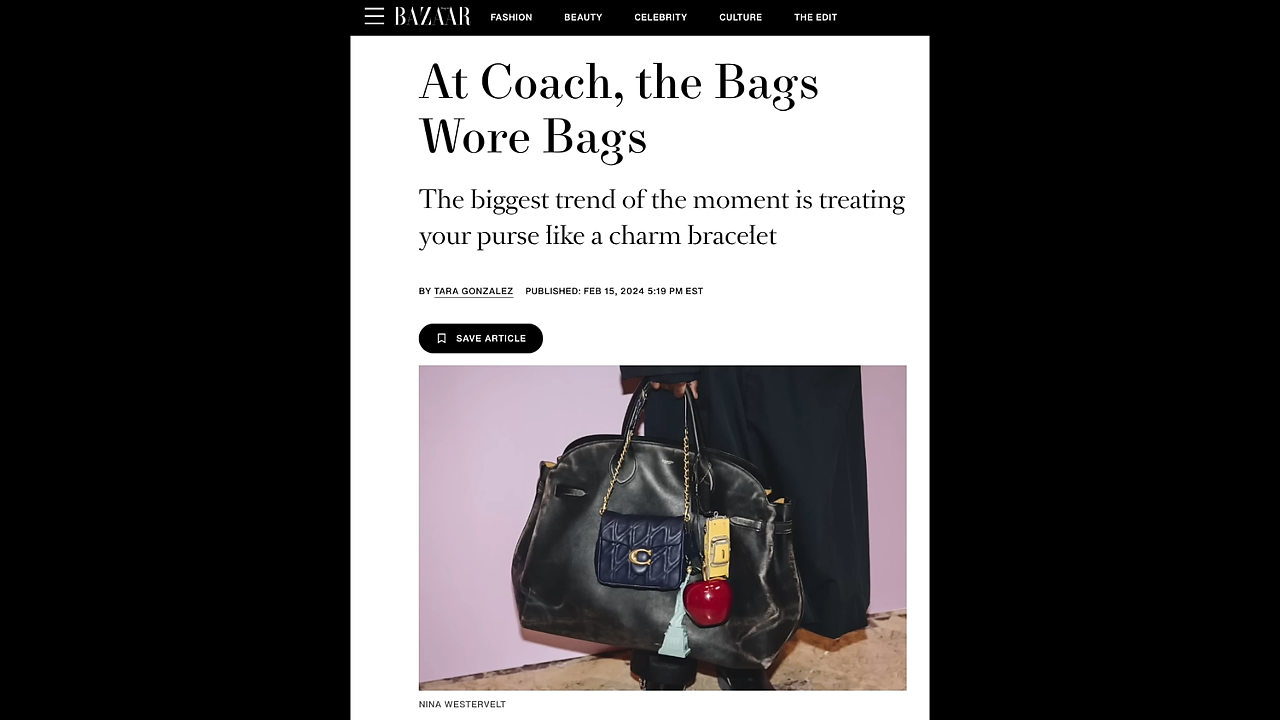 BAZAAR FASHION BEAUTY CELEBRITY CULTURE THE EDIT
At Coach, the Bags
Wore Bags
The biggest trend of the moment is treating
your purse like a charm bracelet
BY TARA GONZALEZ PUBLISHED: FEB 15, 2024 5:19 PM EST
SAVE ARTICLE
NINA WESTERVELT